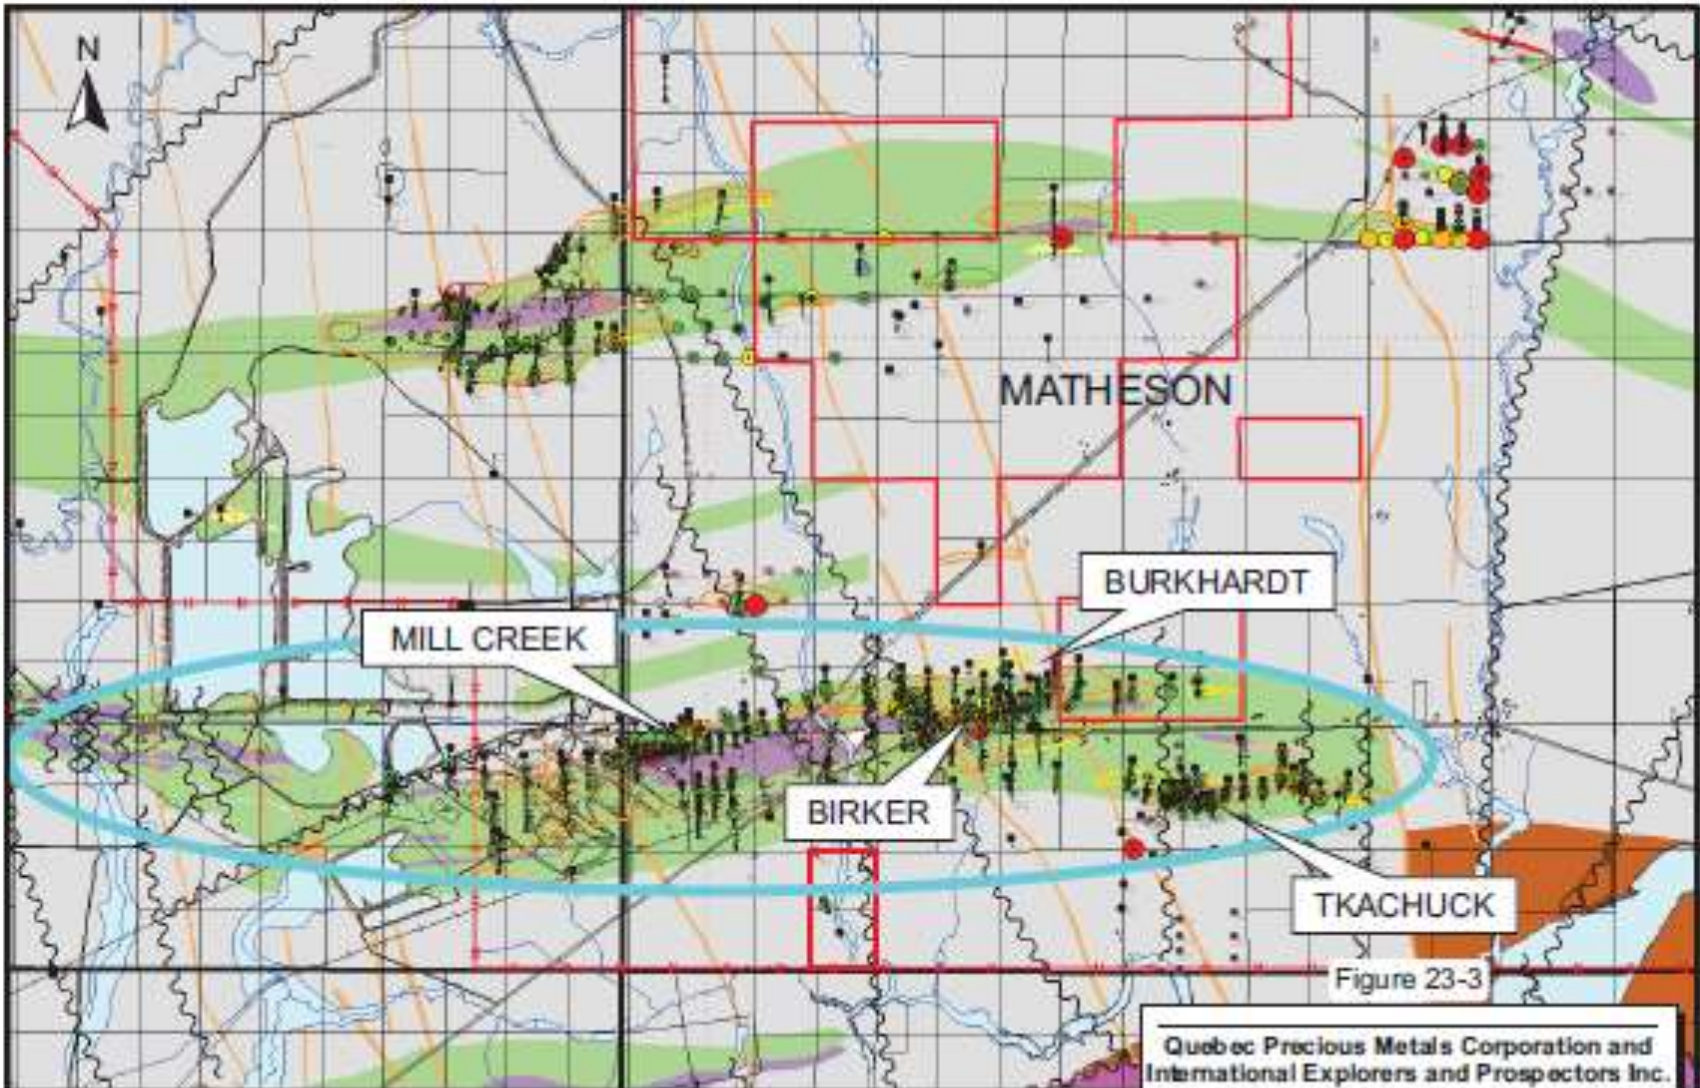 N
MATHESON
BURKHARDT
MILL CREEK
BIRKER
TKACHUCK
Figure 23-3
Quebec Precious Metals Corporation and
International Explorers and Prospectors Inc.